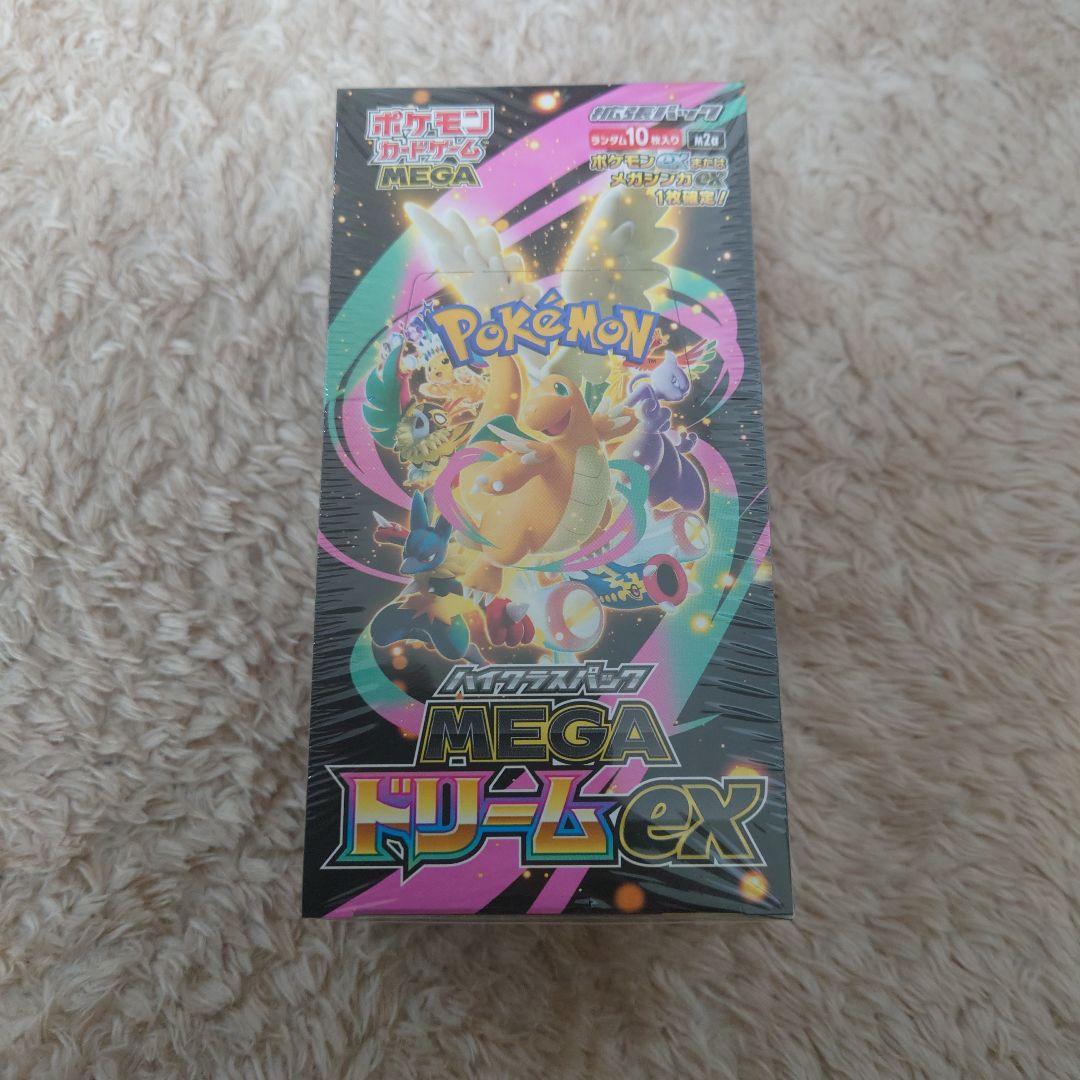 ポケモン
カードゲーム
MEGA
拡張パック
ランダム10枚入り M2a
ポケモンexまたは
メガシンカex
1枚確定!
POKéMON
TM
ハイクラスパック
MEGA
ドリームex